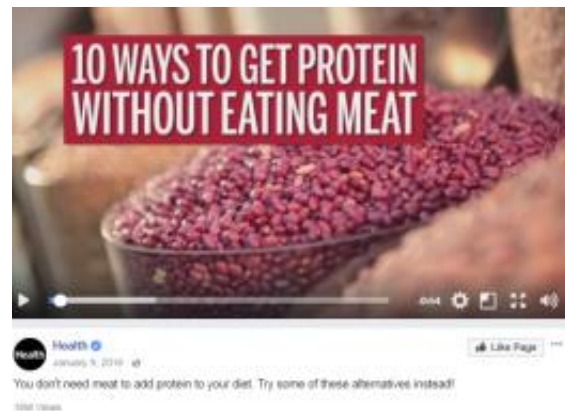 10 WAYS TO GET PROTEIN
WITHOUT EATING MEAT
Health
Health
Like Page
You don't need meat to add protein to your diet. Try some of these alternatives instead!
Views